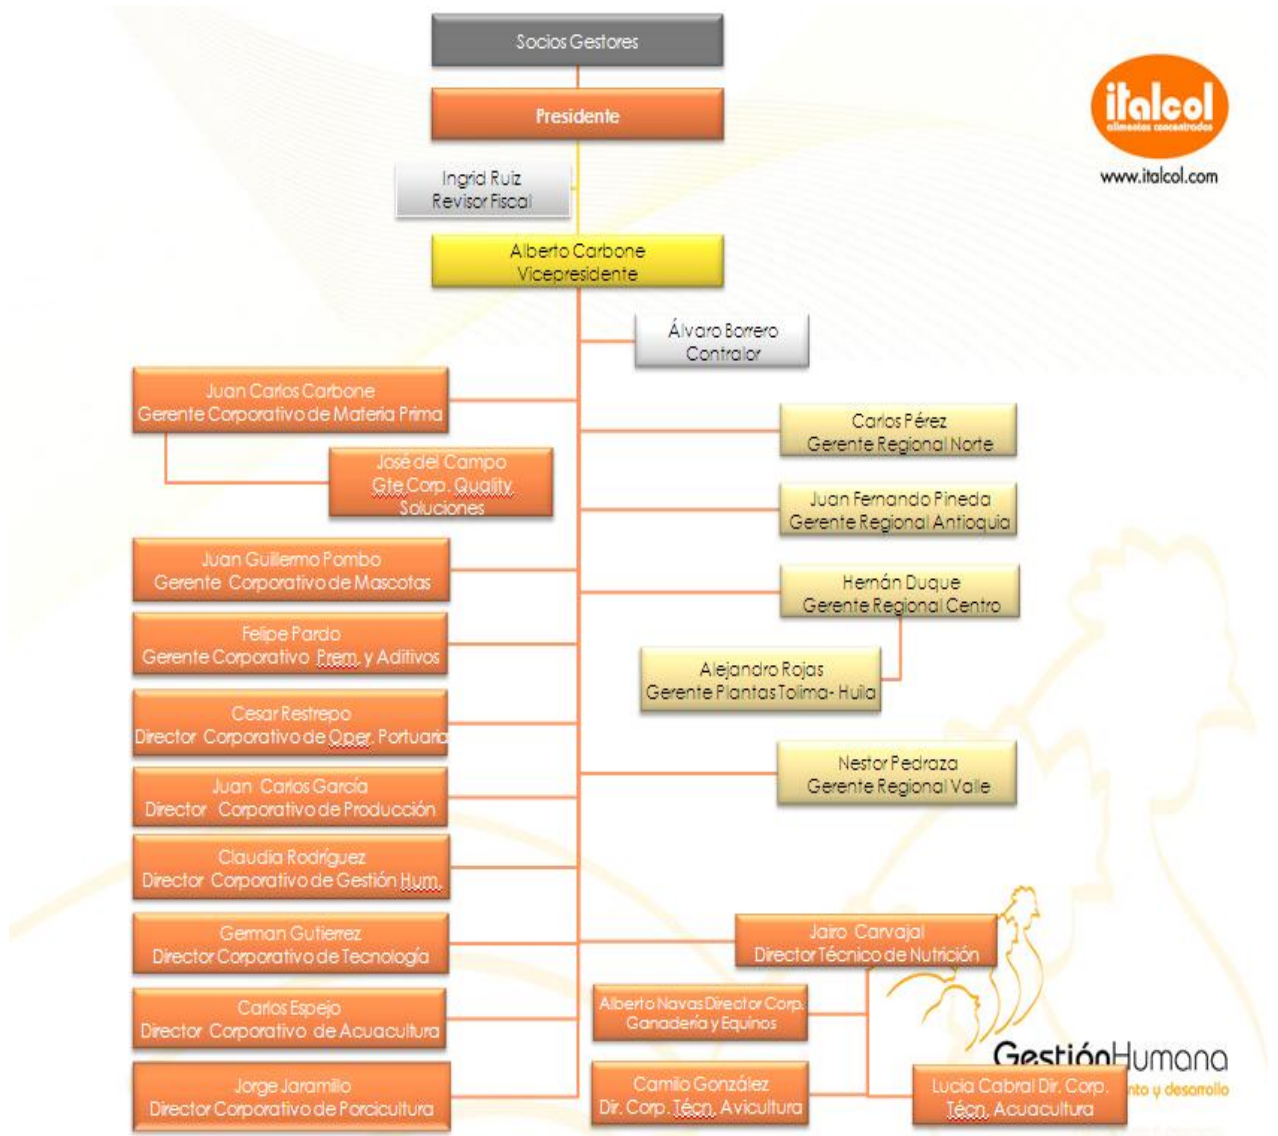 Socios Gestores
Presidente
italcol
alimentos concentrados
www.italcol.com
Ingrid Ruiz
Revisor Fiscal
Alberto Carbone
Vicepresidente
Álvaro Borrero
Contralor
Juan Carlos Carbone
Gerente Corporativo de Materia Prima
José del Campo
Gte Corp. Quality
Soluciones
Juan Guillermo Pombo
Gerente Corporativo de Mascotas
Felipe Pardo
Gerente Corporativo Prem. y Aditivos
Cesar Restrepo
Director Corporativo de Oper. Portuaria
Juan Carlos García
Director Corporativo de Producción
Claudia Rodríguez
Director Corporativo de Gestión Hum.
German Gutierrez
Director Corporativo de Tecnología
Carlos Espejo
Director Corporativo de Acuacultura
Jorge Jaramillo
Director Corporativo de Porcicultura
Carlos Pérez
Gerente Regional Norte
Juan Fernando Pineda
Gerente Regional Antioquia
Hernán Duque
Gerente Regional Centro
Alejandro Rojas
Gerente Plantas Tolima- Huila
Nestor Pedraza
Gerente Regional Valle
Jairo Carvajal
Director Técnico de Nutrición
Alberto Navas Director Corp.
Ganadería y Equinos
Camilo González
Dir. Corp. Técn. Avicultura
Lucia Cabral Dir. Corp.
Técn. Acuacultura
GestiónHumana
nto y desarrollo